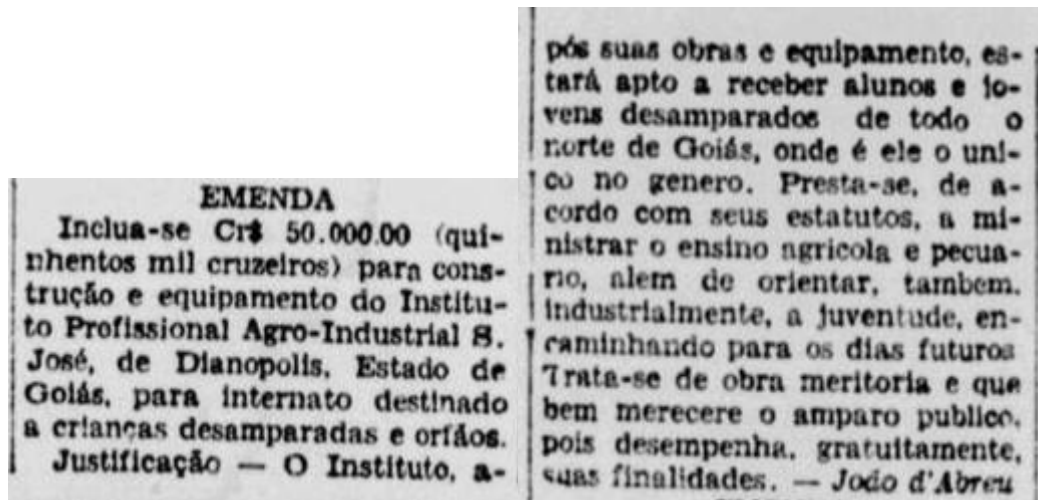 EMENDA
Inclua-se Cr$ 50.000.00 (qui-
nhentos mil cruzeiros) para cons-
trução e equipamento do Institu-
to Profissional Agro-Industrial S.
José, de Dianopolis, Estado de
Goiás, para internato destinado
a crianças desamparadas e orfãos.
Justificação — O Instituto, a-
pós suas obras e equipamento, es-
tará apto a receber alunos e jo-
vens desamparados de todo o
norte de Goiás, onde é ele o uni-
co no genero. Presta-se, de a-
cordo com seus estatutos, a mi-
nistrar o ensino agricola e pecua-
rio, alem de orientar, tambem,
industrialmente, a juventude, en-
caminhando para os dias futuros
Trata-se de obra meritoria e que
bem merecere o amparo publico,
pois desempenha, gratuitamente,
suas finalidades. — João d'Abreu